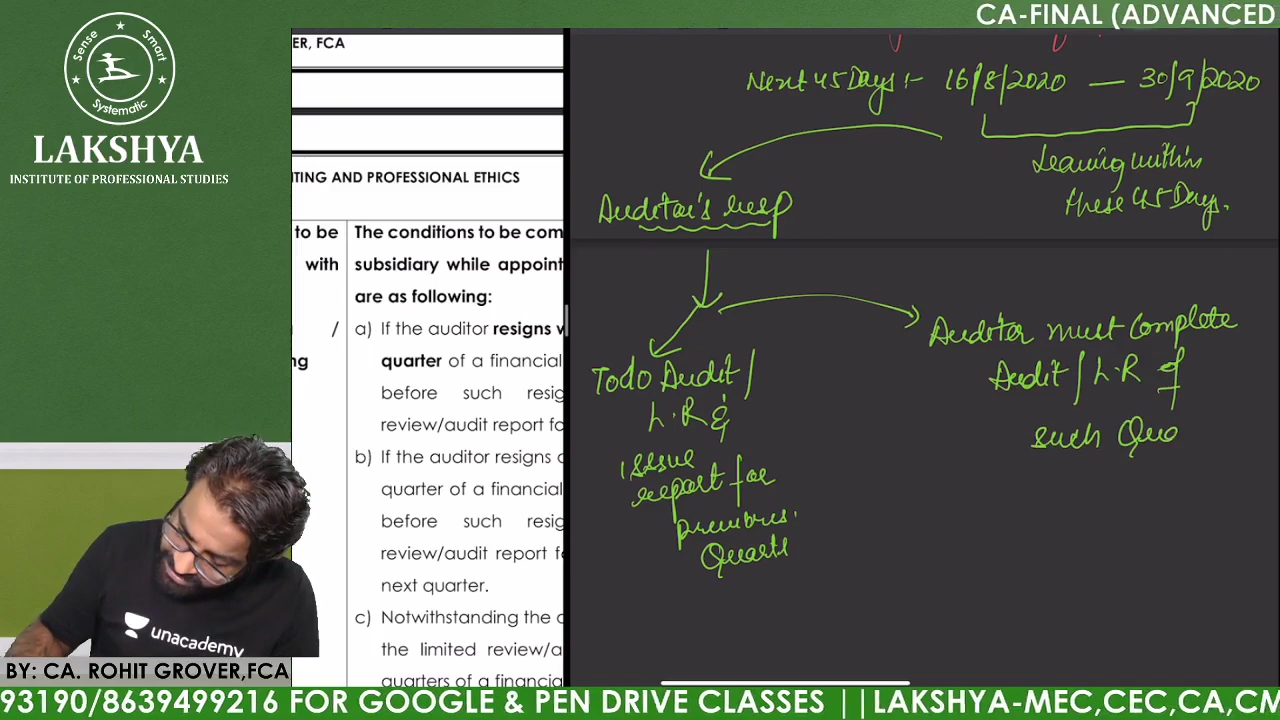 CA-FINAL (ADVANCED
Sense
Smart
Systematic
LAKSHYA
INSTITUTE OF PROFESSIONAL STUDIES
ER, FCA
TING AND PROFESSIONAL ETHICS
to be
with
/
ng
The conditions to be com
subsidiary while appoint
are as following:
a) If the auditor resigns w
quarter of a financial
before such resig
review/audit report fo
b) If the auditor resigns a
quarter of a financial
before such resig
review/audit report fo
next quarter.
c) Notwithstanding the a
the limited review/a
quarters of a financia
Next 45 Days :- 16/8/2020 — 30/9/2020
Leaving within
these 45 Days.
Auditor's resp
To do Audit /
L.R &
issue
report for
previous
Quarte
Auditor must complete
Audit / L.R of
such Qua
unacademy
BY: CA. ROHIT GROVER,FCA
93190/8639499216 FOR GOOGLE & PEN DRIVE CLASSES ||LAKSHYA-MEC,CEC,CA,CM